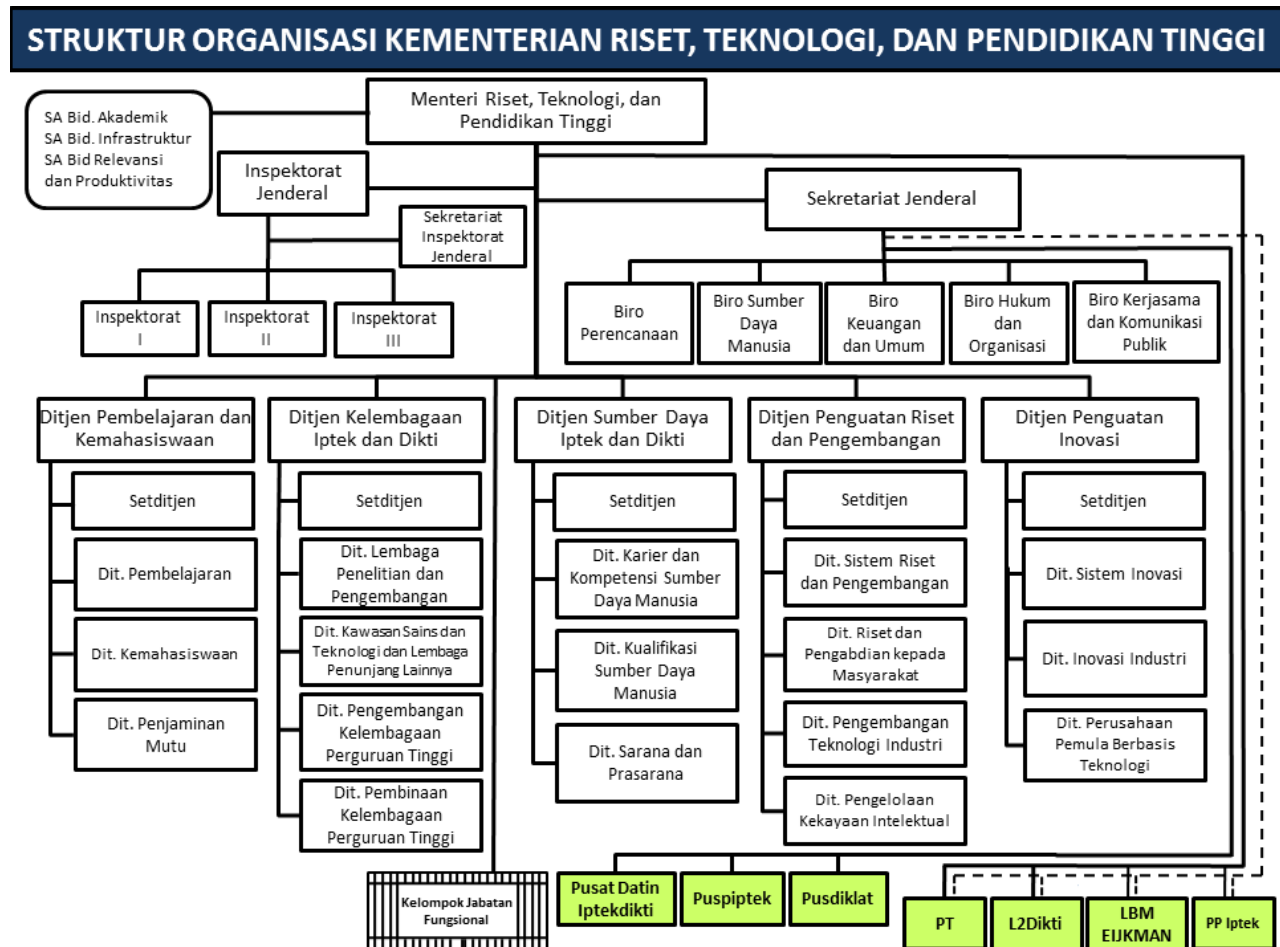 STRUKTUR ORGANISASI KEMENTERIAN RISET, TEKNOLOGI, DAN PENDIDIKAN TINGGI
Menteri Riset, Teknologi, dan
Pendidikan Tinggi
SA Bid. Akademik
SA Bid. Infrastruktur
SA Bid Relevansi
dan Produktivitas
Inspektorat
Jenderal
Sekretariat Jenderal
Sekretariat
Inspektorat
Jenderal
Inspektorat
I
Inspektorat
II
Inspektorat
III
Biro
Perencanaan
Biro Sumber
Daya
Manusia
Biro
Keuangan
dan Umum
Biro Hukum
dan
Organisasi
Biro Kerjasama
dan Komunikasi
Publik
Ditjen Pembelajaran dan
Kemahasiswaan
Setditjen
Dit. Pembelajaran
Dit. Kemahasiswaan
Dit. Penjaminan
Mutu
Ditjen Kelembagaan
Iptek dan Dikti
Setditjen
Dit. Lembaga
Penelitian dan
Pengembangan
Dit. Kawasan Sains dan
Teknologi dan Lembaga
Penunjang Lainnya
Dit. Pengembangan
Kelembagaan
Perguruan Tinggi
Dit. Pembinaan
Kelembagaan
Perguruan Tinggi
Ditjen Sumber Daya
Iptek dan Dikti
Setditjen
Dit. Karier dan
Kompetensi Sumber
Daya Manusia
Dit. Kualifikasi
Sumber Daya
Manusia
Dit. Sarana dan
Prasarana
Ditjen Penguatan Riset
dan Pengembangan
Setditjen
Dit. Sistem Riset
dan Pengembangan
Dit. Riset dan
Pengabdian kepada
Masyarakat
Dit. Pengembangan
Teknologi Industri
Dit. Pengelolaan
Kekayaan Intelektual
Ditjen Penguatan
Inovasi
Setditjen
Dit. Sistem Inovasi
Dit. Inovasi Industri
Dit. Perusahaan
Pemula Berbasis
Teknologi
Kelompok Jabatan
Fungsional
Pusat Datin
Iptekdikti
Puspiptek
Pusdiklat
PT
L2Dikti
LBM
EIJKMAN
PP Iptek